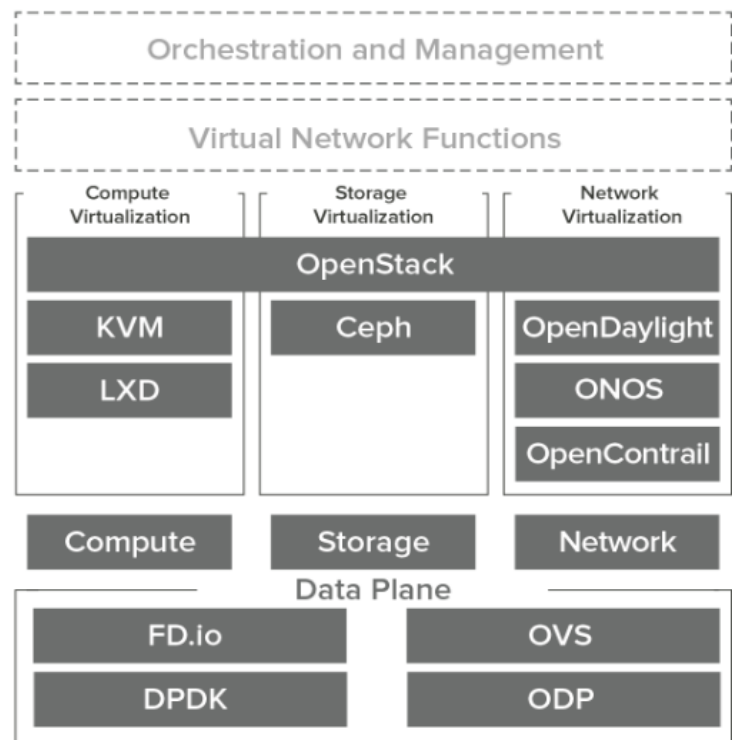 Orchestration and Management
Virtual Network Functions
Compute
Virtualization
Storage
Virtualization
Network
Virtualization
OpenStack
KVM
Ceph
OpenDaylight
LXD
ONOS
OpenContrail
Compute
Storage
Network
Data Plane
FD.io
OVS
DPDK
ODP